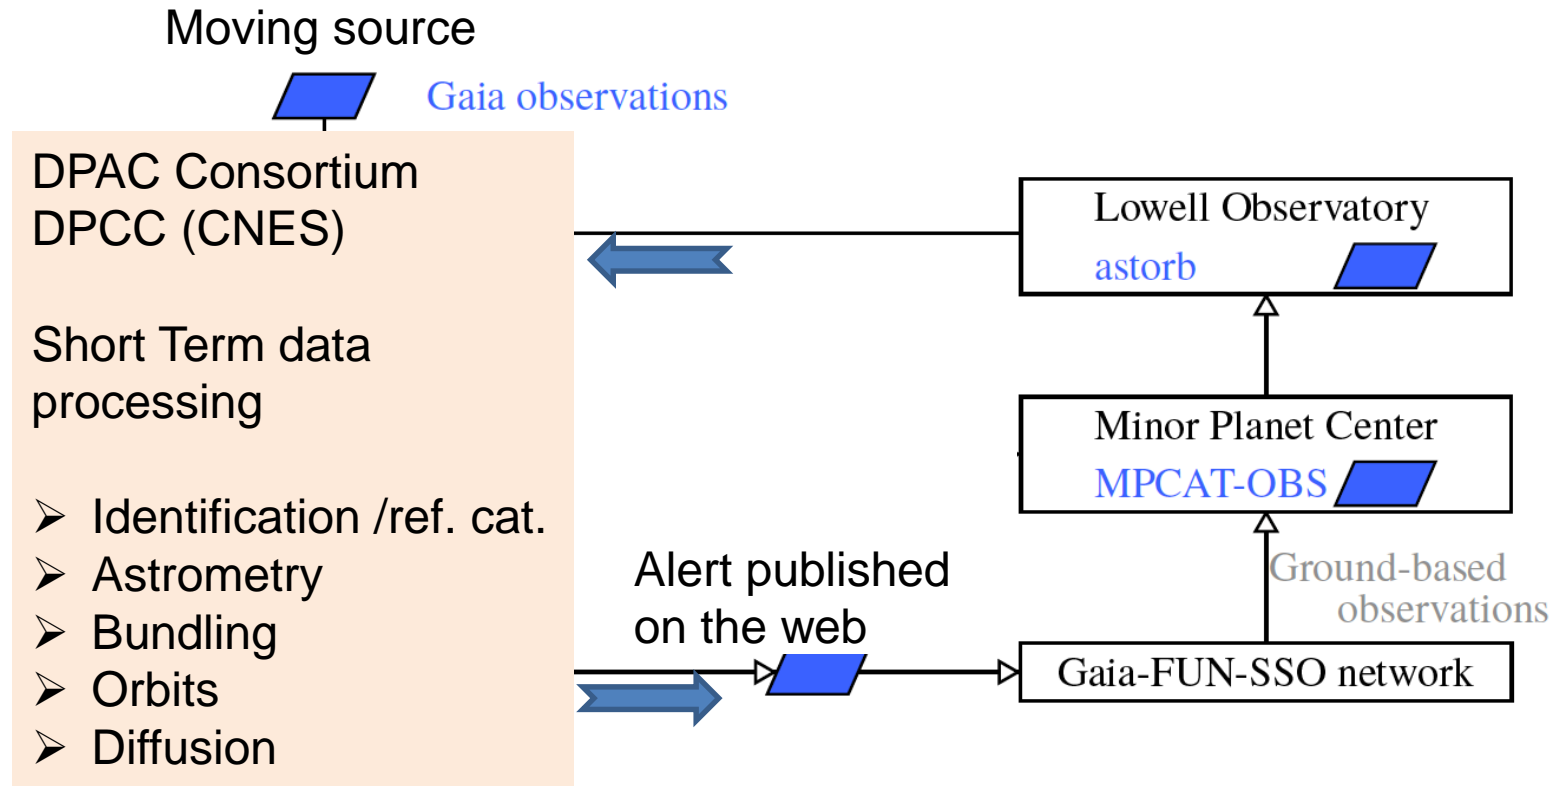 Moving source
Gaia observations
DPAC Consortium
DPCC (CNES)
Short Term data
processing
➢ Identification /ref. cat.
➢ Astrometry
➢ Bundling
➢ Orbits
➢ Diffusion
Alert published
on the web
Lowell Observatory
astorb
Minor Planet Center
MPCAT-OBS
Ground-based
observations
Gaia-FUN-SSO network